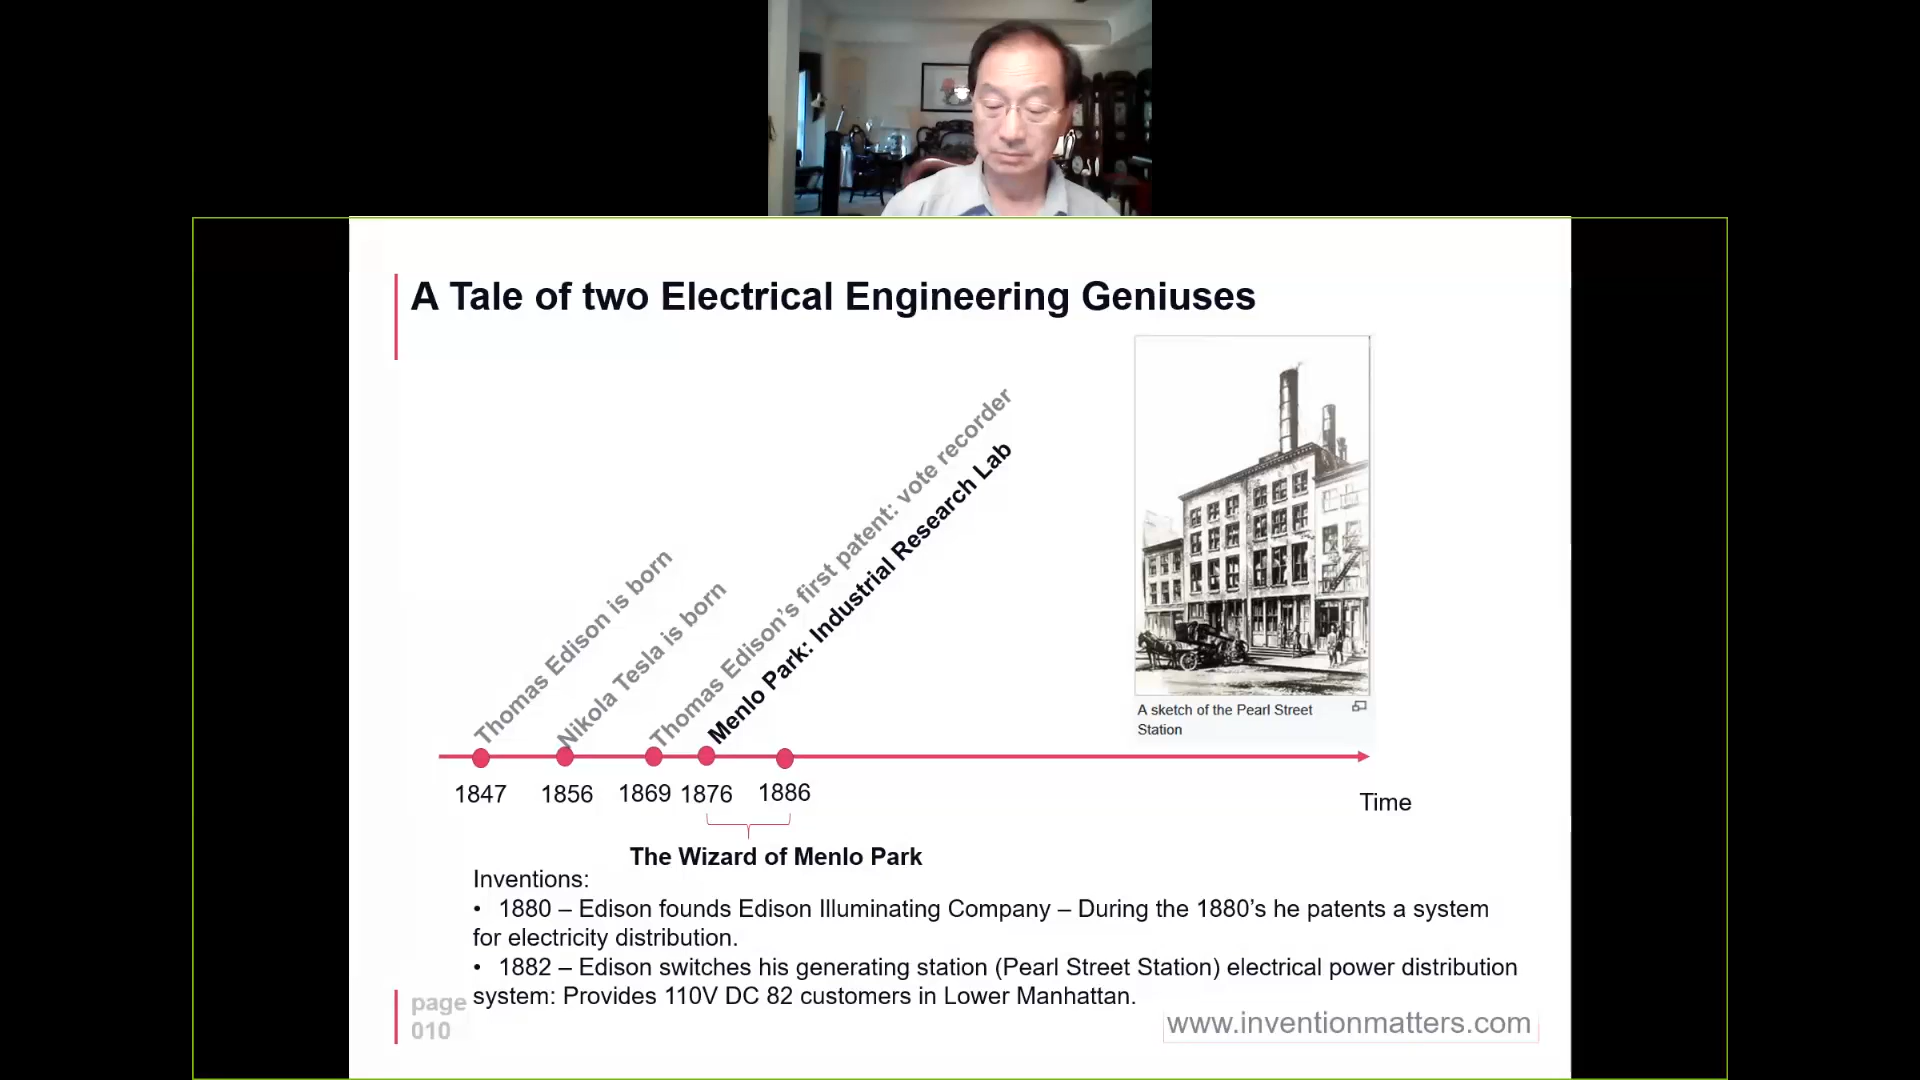 A Tale of two Electrical Engineering Geniuses
Thomas Edison is born
Nikola Tesla is born
Thomas Edison’s first patent: vote recorder
Menlo Park: Industrial Research Lab
A sketch of the Pearl Street
Station
1847 1856 1869 1876 1886
Time
The Wizard of Menlo Park
Inventions:
• 1880 – Edison founds Edison Illuminating Company – During the 1880’s he patents a system
for electricity distribution.
• 1882 – Edison switches his generating station (Pearl Street Station) electrical power distribution
system: Provides 110V DC 82 customers in Lower Manhattan.
page
010
www.inventionmatters.com